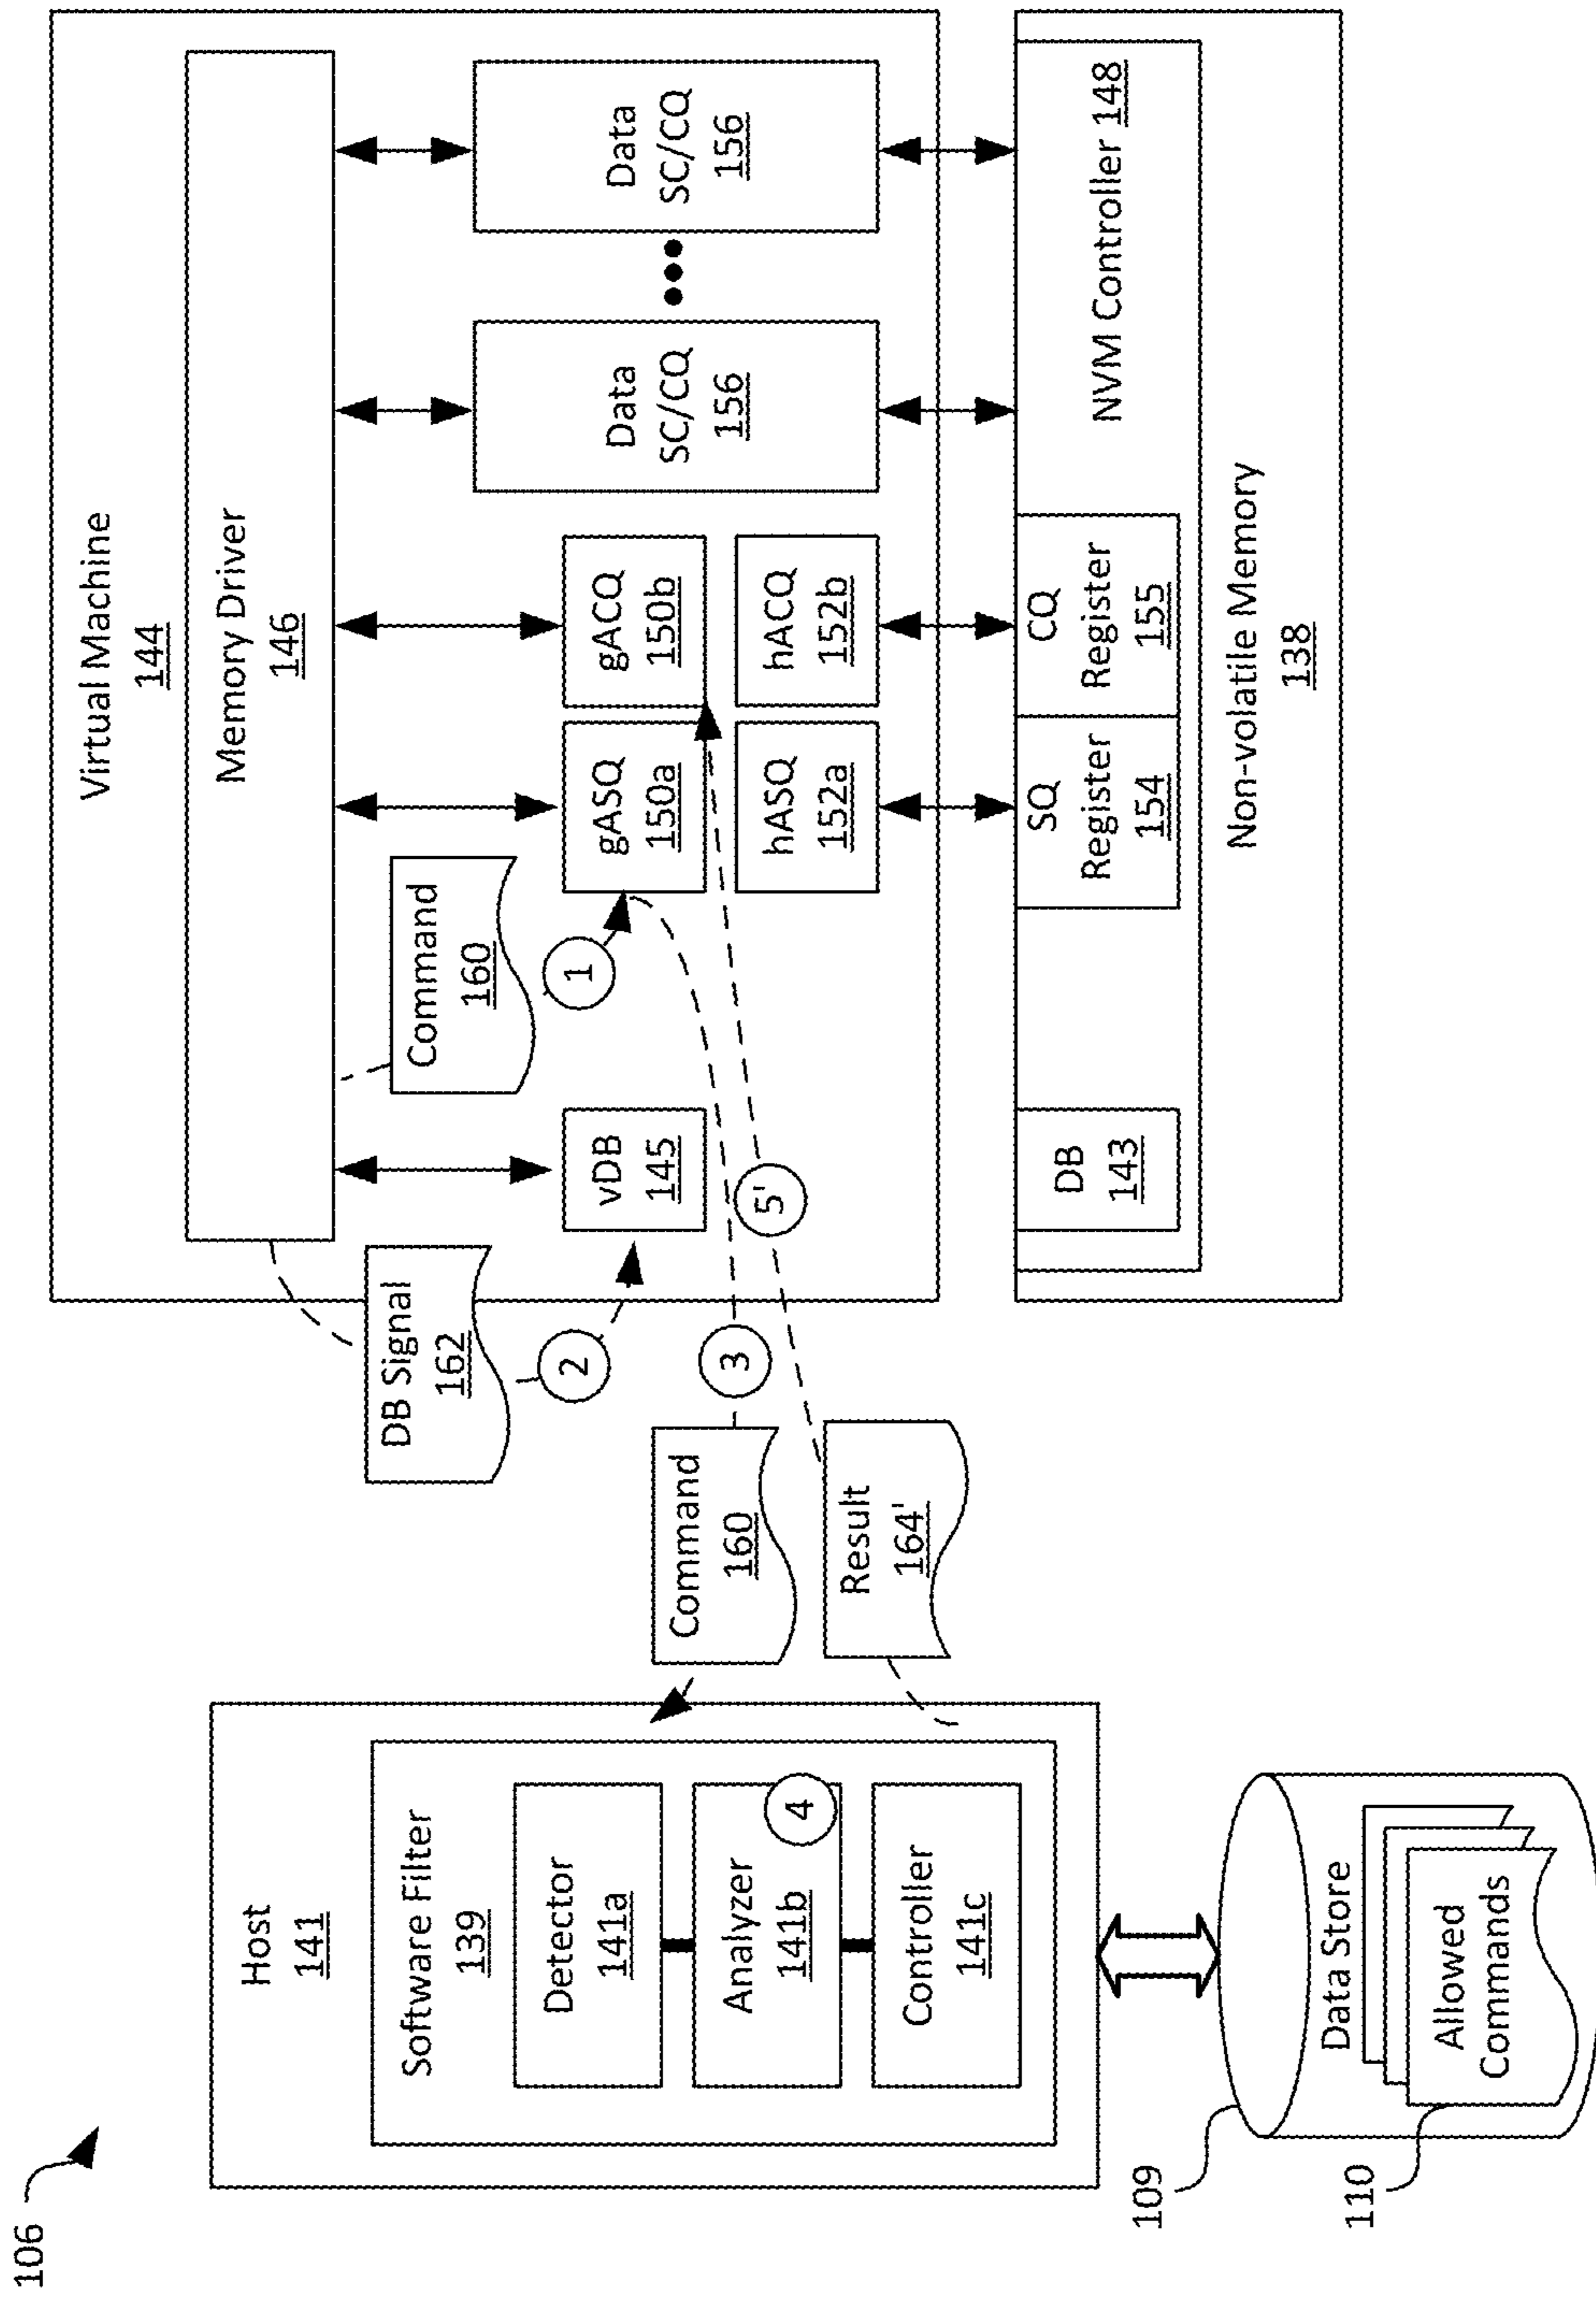 106
Host
141
Software Filter
139
Detector
141a
Analyzer
141b
4
Controller
141c
109
Data Store
110
Allowed
Commands
DB Signal
162
2
Command
160
3
Result
164'
5'
Virtual Machine
144
Memory Driver
146
Command
160
1
vDB
145
gASQ
150a
gACQ
150b
hASQ
152a
hACQ
152b
Data
SC/CQ
156
Data
SC/CQ
156
DB
143
SQ
Register
154
CQ
Register
155
NVM Controller 148
Non-volatile Memory
138